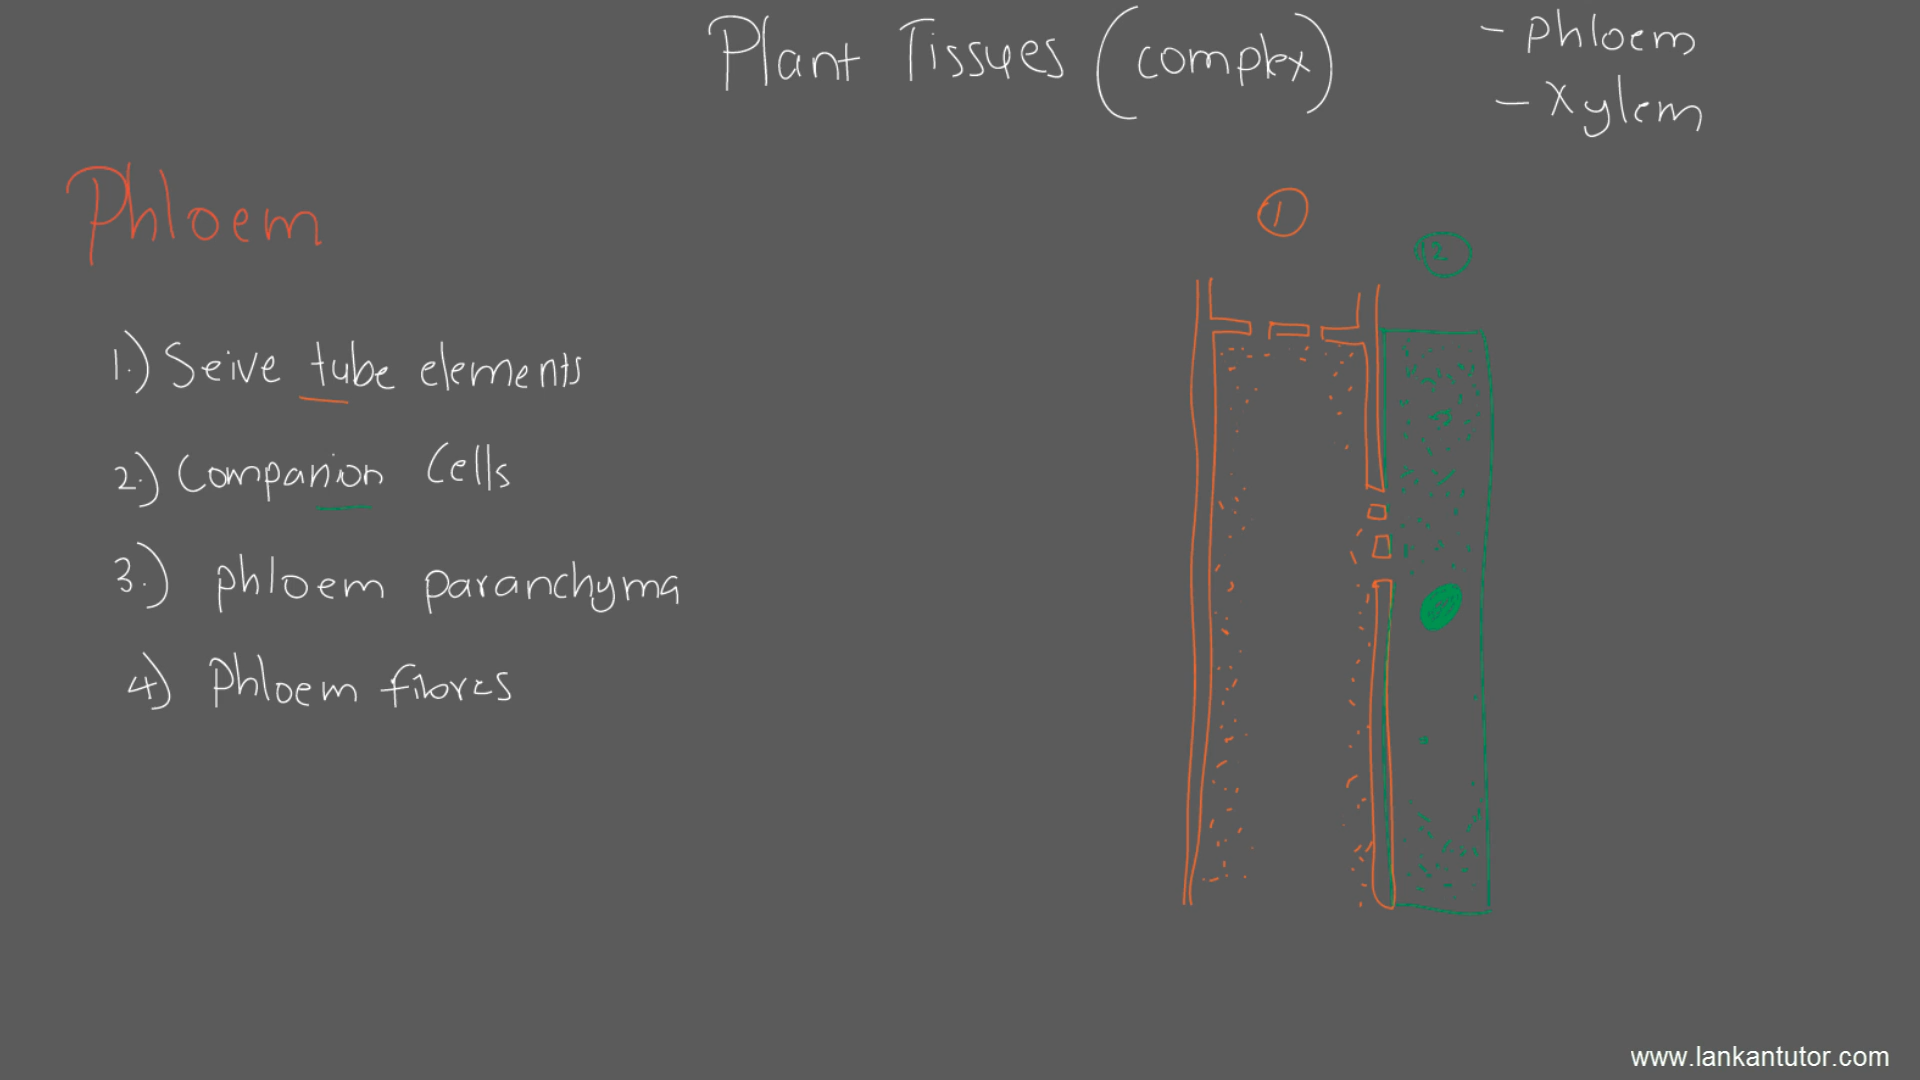 Plant Tissues (complex)
- Phloem
- Xylem
Phloem
1
2
1.) Seive tube elements
2.) Companion Cells
3.) phloem paranchyma
4) Phloem fibres
www.lankantutor.com